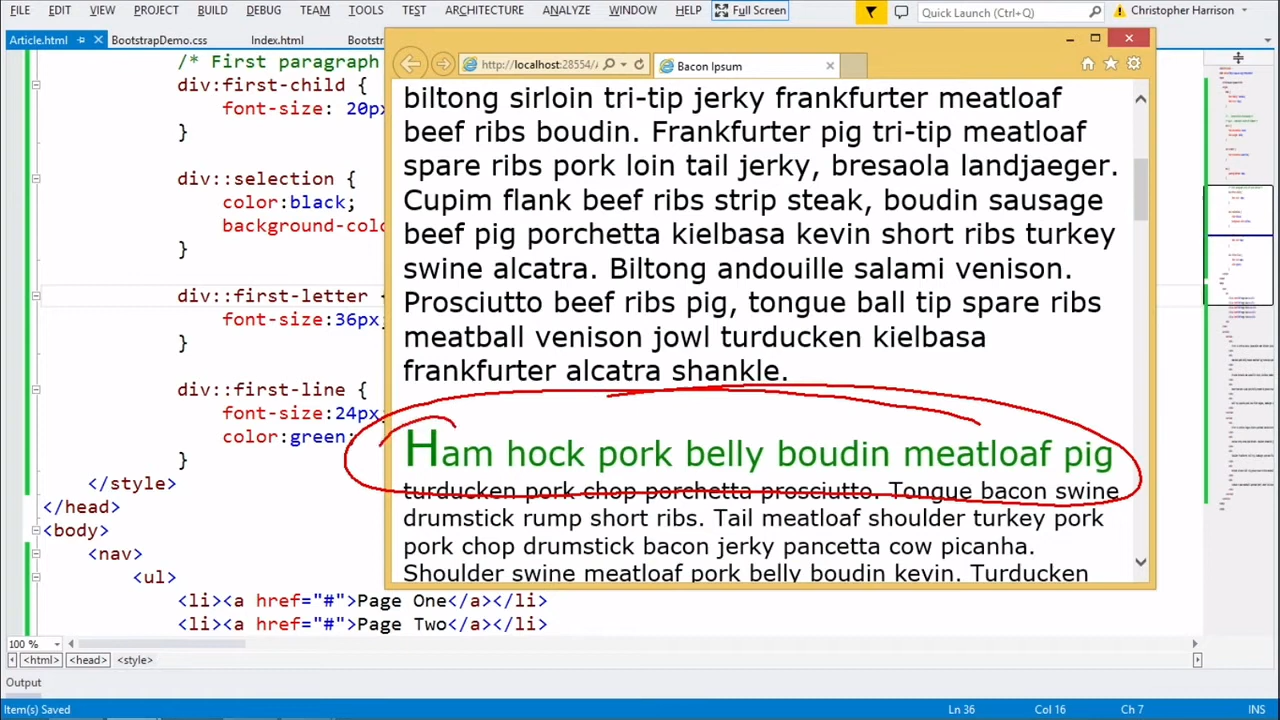 FILE EDIT VIEW PROJECT BUILD DEBUG TEAM TOOLS TEST ARCHITECTURE ANALYZE WINDOW HELP Full Screen Quick Launch (Ctrl+Q) Christopher Harrison
Article.html BootstrapDemo.css Index.html Bootst
/* First paragraph
div:first-child {
font-size: 20px
}
div::selection {
color:black;
background-colo
}
div::first-letter {
font-size:36px;
}
div::first-line {
font-size:24px
color:green;
}
</style>
</head>
<body>
<nav>
<ul>
<li><a href="#">Page One</a></li>
<li><a href="#">Page Two</a></li>
http://localhost:28554/ Bacon Ipsum
biltong sirloin tri-tip jerky frankfurter meatloaf
beef ribs boudin. Frankfurter pig tri-tip meatloaf
spare ribs pork loin tail jerky, bresaola landjaeger.
Cupim flank beef ribs strip steak, boudin sausage
beef pig porchetta kielbasa kevin short ribs turkey
swine alcatra. Biltong andouille salami venison.
Prosciutto beef ribs pig, tongue ball tip spare ribs
meatball venison jowl turducken kielbasa
frankfurter alcatra shankle.
Ham hock pork belly boudin meatloaf pig
turducken pork chop porchetta prosciutto. Tongue bacon swine
drumstick rump short ribs. Tail meatloaf shoulder turkey pork
pork chop drumstick bacon jerky pancetta cow picanha.
Shoulder swine meatloaf pork belly boudin kevin. Turducken
100 %
<html> <head> <style>
Output
Item(s) Saved Ln 36 Col 16 Ch 7 INS